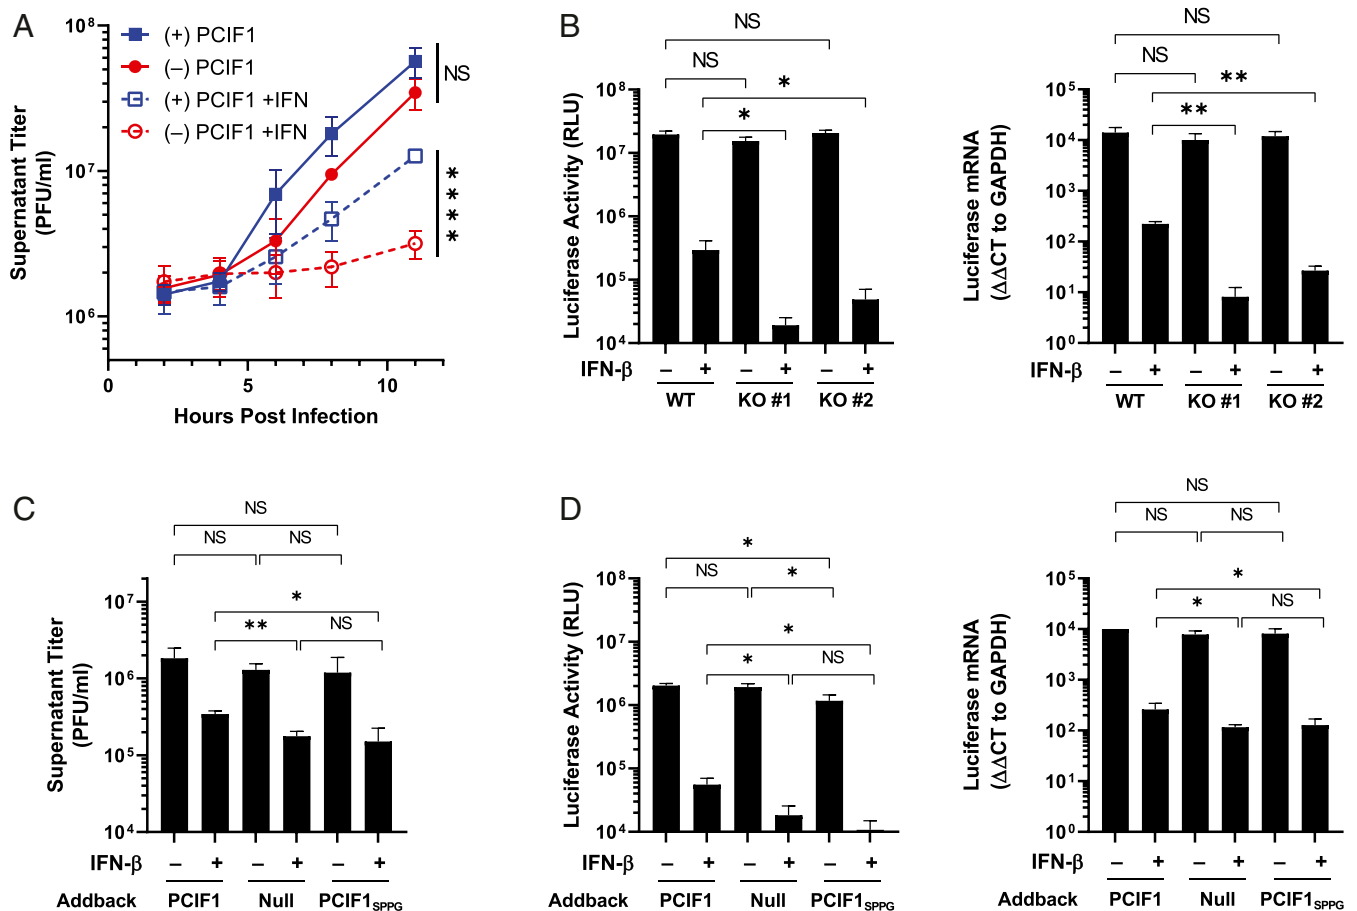 A
10⁸
10⁷
10⁶
Supernatant Titer
(PFU/ml)
(+) PCIF1
(–) PCIF1
(+) PCIF1 +IFN
(–) PCIF1 +IFN
NS
****
0
5
10
Hours Post Infection
B
NS
NS
*
*
10⁸
10⁷
10⁶
10⁵
10⁴
Luciferase Activity (RLU)
IFN-β – + – + – +
WT KO #1 KO #2
NS
NS
**
**
10⁵
10⁴
10³
10²
10¹
10⁰
Luciferase mRNA
(ΔΔCT to GAPDH)
IFN-β – + – + – +
WT KO #1 KO #2
C
NS
NS NS
*
** NS
10⁷
10⁶
10⁵
10⁴
Supernatant Titer
(PFU/ml)
IFN-β – + – + – +
Addback PCIF1 Null PCIF1SPPG
D
*
NS *
*
* NS
10⁸
10⁷
10⁶
10⁵
10⁴
Luciferase Activity (RLU)
IFN-β – + – + – +
Addback PCIF1 Null PCIF1SPPG
NS
NS NS
*
* NS
10⁵
10⁴
10³
10²
10¹
10⁰
Luciferase mRNA
(ΔΔCT to GAPDH)
IFN-β – + – + – +
Addback PCIF1 Null PCIF1SPPG